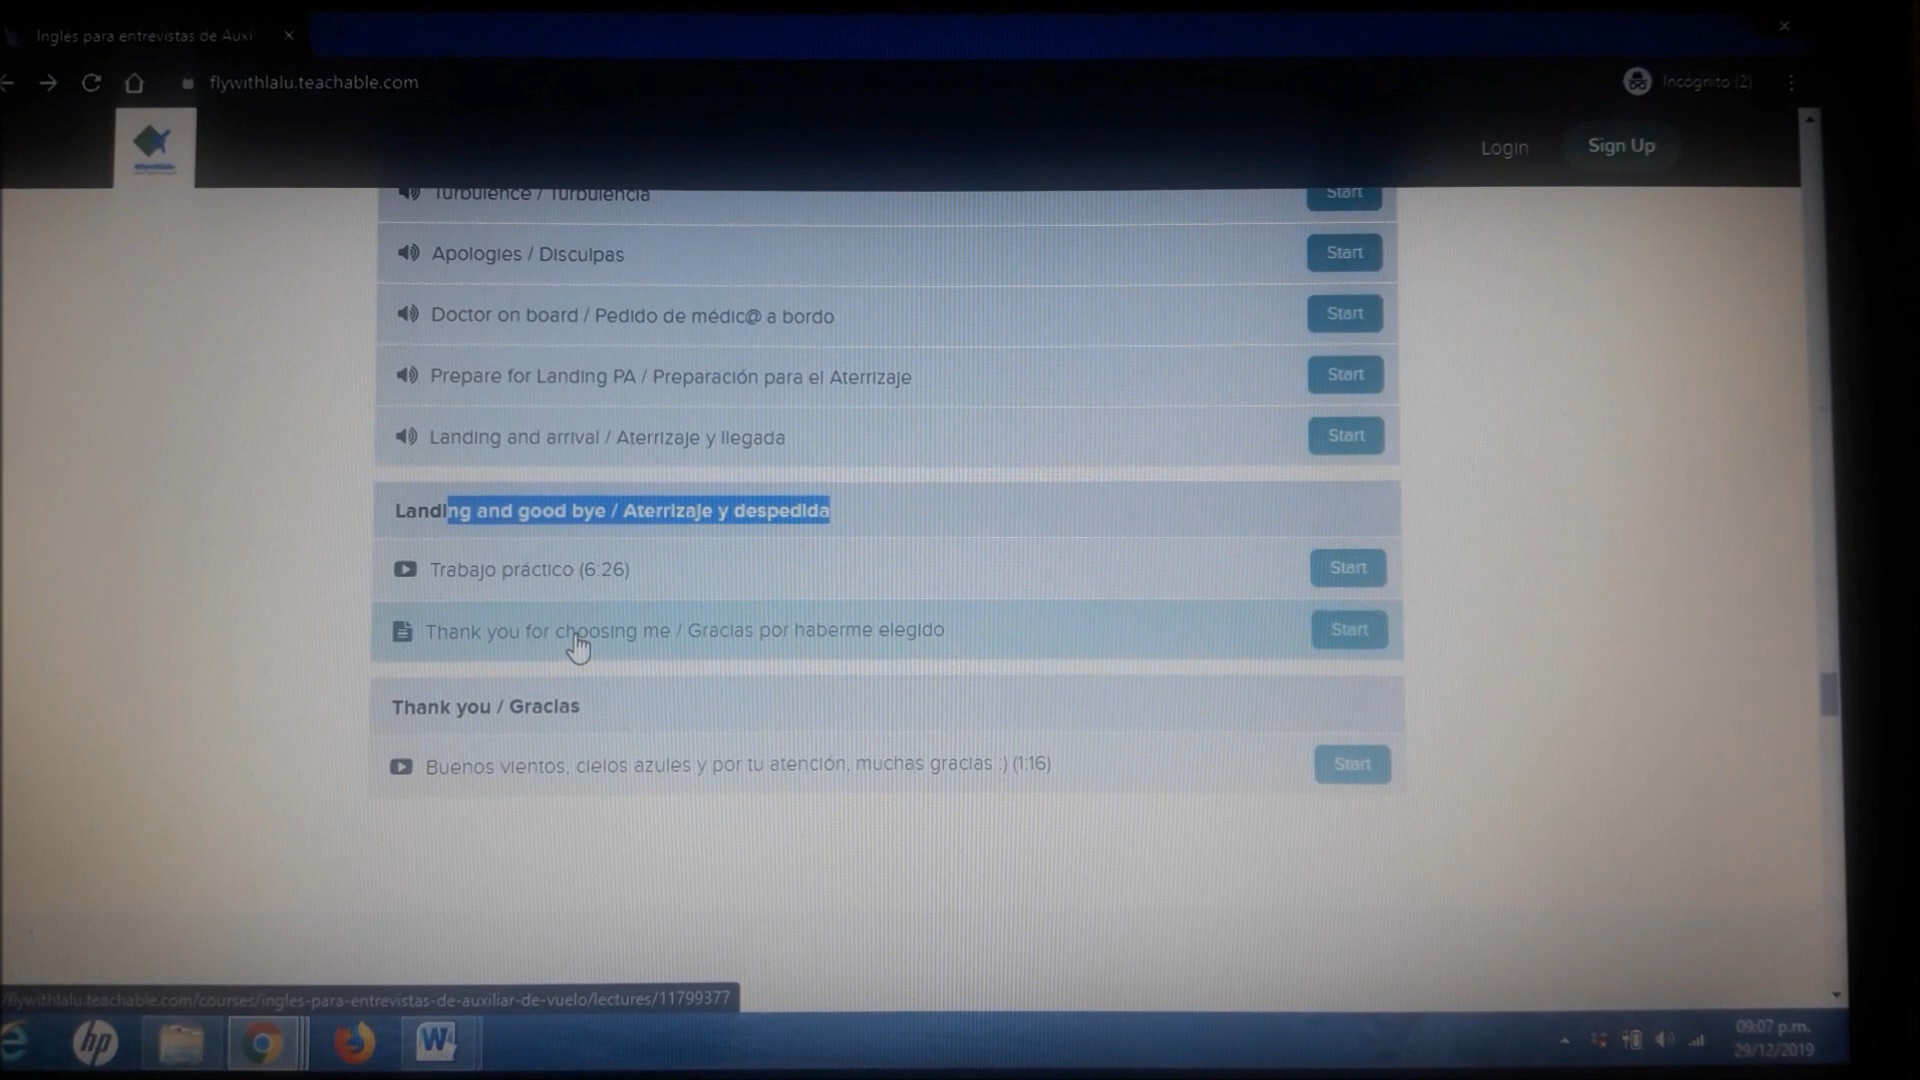 Inglés para entrevistas de Auxi
flywithlalu.teachable.com
Incognito (2)
Login
Sign Up
Turbulence / Turbulencia
Start
Apologies / Disculpas
Start
Doctor on board / Pedido de médic@ a bordo
Start
Prepare for Landing PA / Preparación para el Aterrizaje
Start
Landing and arrival / Aterrizaje y llegada
Start
Landing and good bye / Aterrizaje y despedida
Trabajo práctico (6:26)
Start
Thank you for choosing me / Gracias por haberme elegido
Start
Thank you / Gracias
Buenos vientos, cielos azules y por tu atención, muchas gracias :) (1:16)
Start
/flywithlalu.teachable.com/courses/ingles-para-entrevistas-de-auxiliar-de-vuelo/lectures/11799377
hp
W
09:07 p.m.
29/12/2019